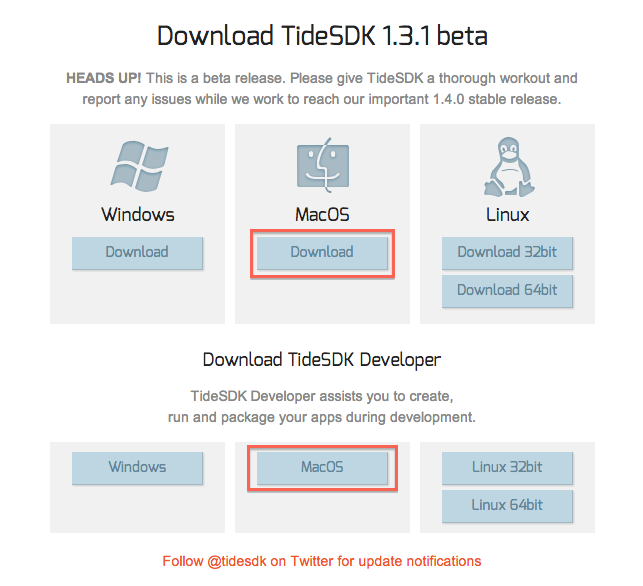 Download TideSDK 1.3.1 beta
HEADS UP! This is a beta release. Please give TideSDK a thorough workout and
report any issues while we work to reach our important 1.4.0 stable release.
Windows
Download
MacOS
Download
Linux
Download 32bit
Download 64bit
Download TideSDK Developer
TideSDK Developer assists you to create,
run and package your apps during development.
Windows
MacOS
Linux 32bit
Linux 64bit
Follow @tidesdk on Twitter for update notifications